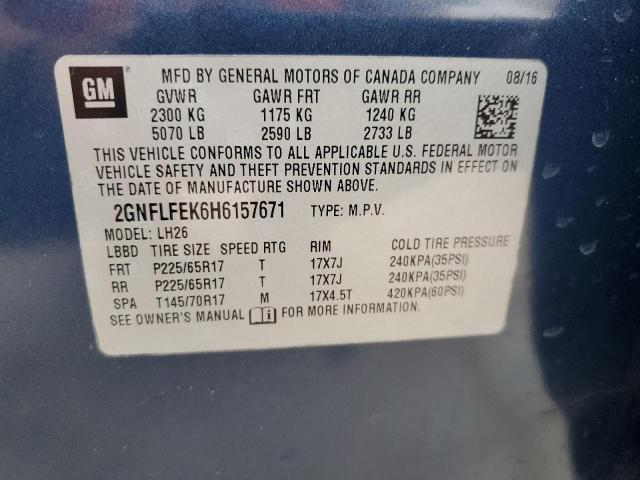 GM
MFD BY GENERAL MOTORS OF CANADA COMPANY 08/16
GVWR GAWR FRT GAWR RR
2300 KG 1175 KG 1240 KG
5070 LB 2590 LB 2733 LB
THIS VEHICLE CONFORMS TO ALL APPLICABLE U.S. FEDERAL MOTOR
VEHICLE SAFETY AND THEFT PREVENTION STANDARDS IN EFFECT ON
THE DATE OF MANUFACTURE SHOWN ABOVE.
2GNFLFEK6H6157671 TYPE: M.P.V.
MODEL: LH26
LBBD TIRE SIZE SPEED RTG RIM COLD TIRE PRESSURE
FRT P225/65R17 T 17X7J 240KPA(35PSI)
RR P225/65R17 T 17X7J 240KPA(35PSI)
SPA T145/70R17 M 17X4.5T 420KPA(60PSI)
SEE OWNER'S MANUAL FOR MORE INFORMATION.